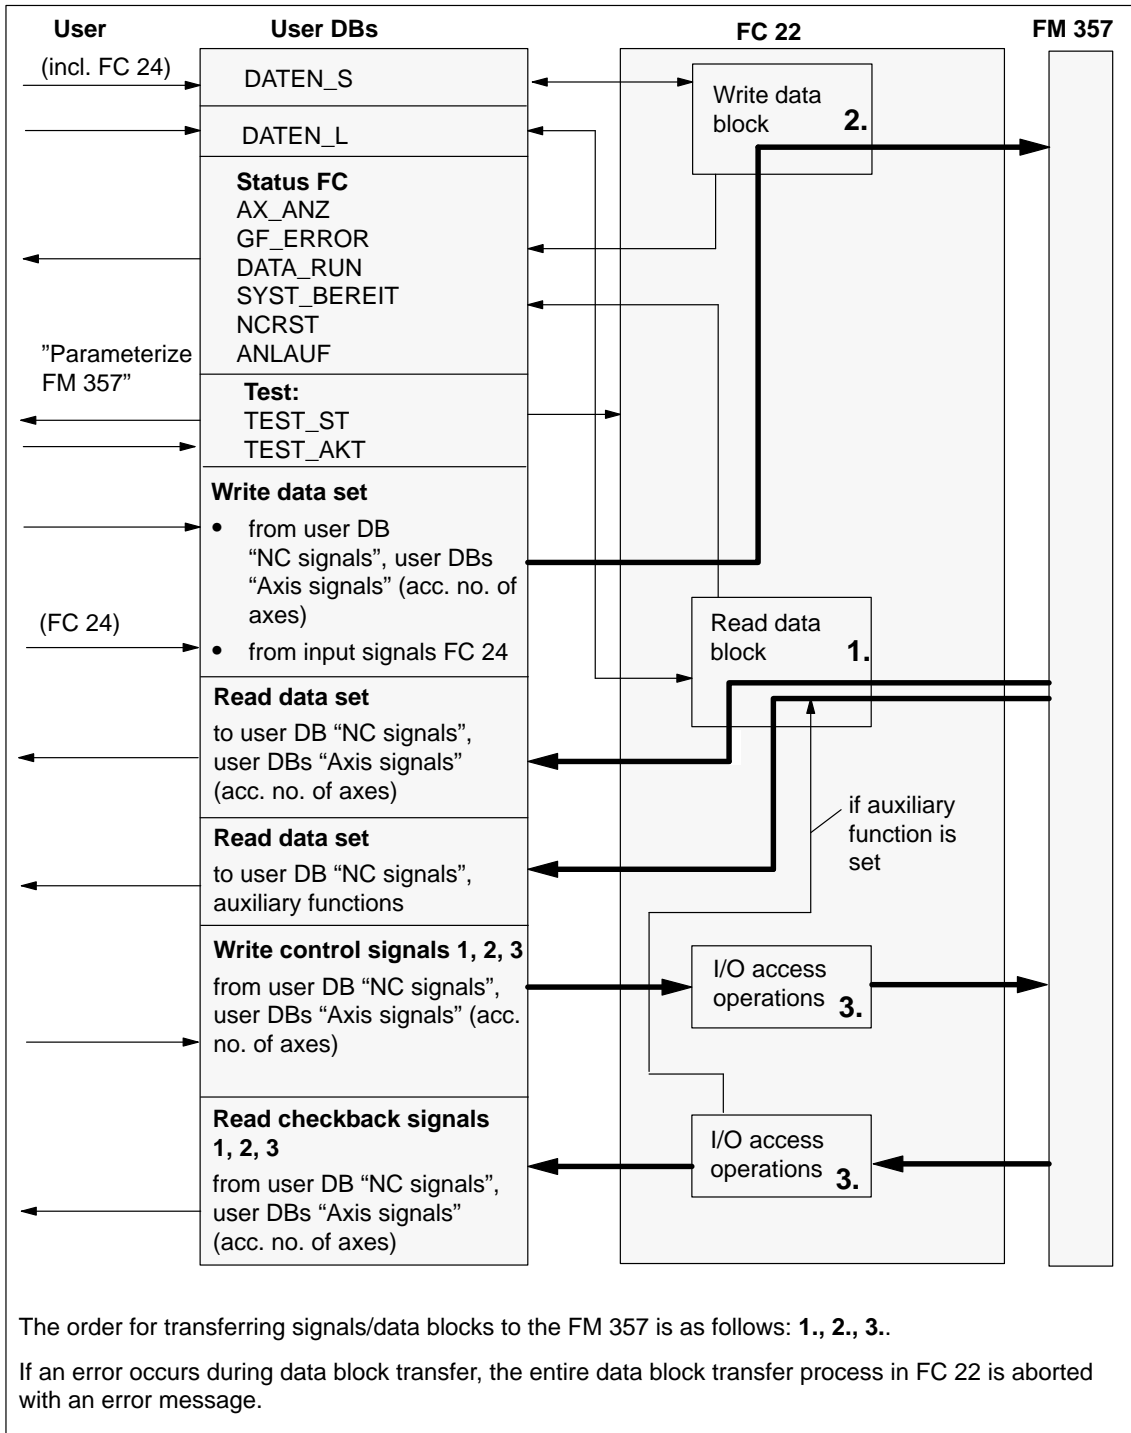 User
User DBs
FC 22
FM 357
(incl. FC 24)
DATEN_S
Write data
block
2.
DATEN_L
Status FC
AX_ANZ
GF_ERROR
DATA_RUN
SYST_BEREIT
NCRST
ANLAUF
”Parameterize
FM 357”
Test:
TEST_ST
TEST_AKT
Write data set
• from user DB
“NC signals”, user DBs
“Axis signals” (acc. no. of
axes)
(FC 24)
• from input signals FC 24
Read data
block
1.
Read data set
to user DB “NC signals”,
user DBs “Axis signals”
(acc. no. of axes)
if auxiliary
function is
set
Read data set
to user DB “NC signals”,
auxiliary functions
Write control signals 1, 2, 3
from user DB “NC signals”,
user DBs “Axis signals” (acc.
no. of axes)
I/O access
operations
3.
Read checkback signals
1, 2, 3
from user DB “NC signals”,
user DBs “Axis signals”
(acc. no. of axes)
I/O access
operations
3.
The order for transferring signals/data blocks to the FM 357 is as follows: 1., 2., 3..
If an error occurs during data block transfer, the entire data block transfer process in FC 22 is aborted
with an error message.